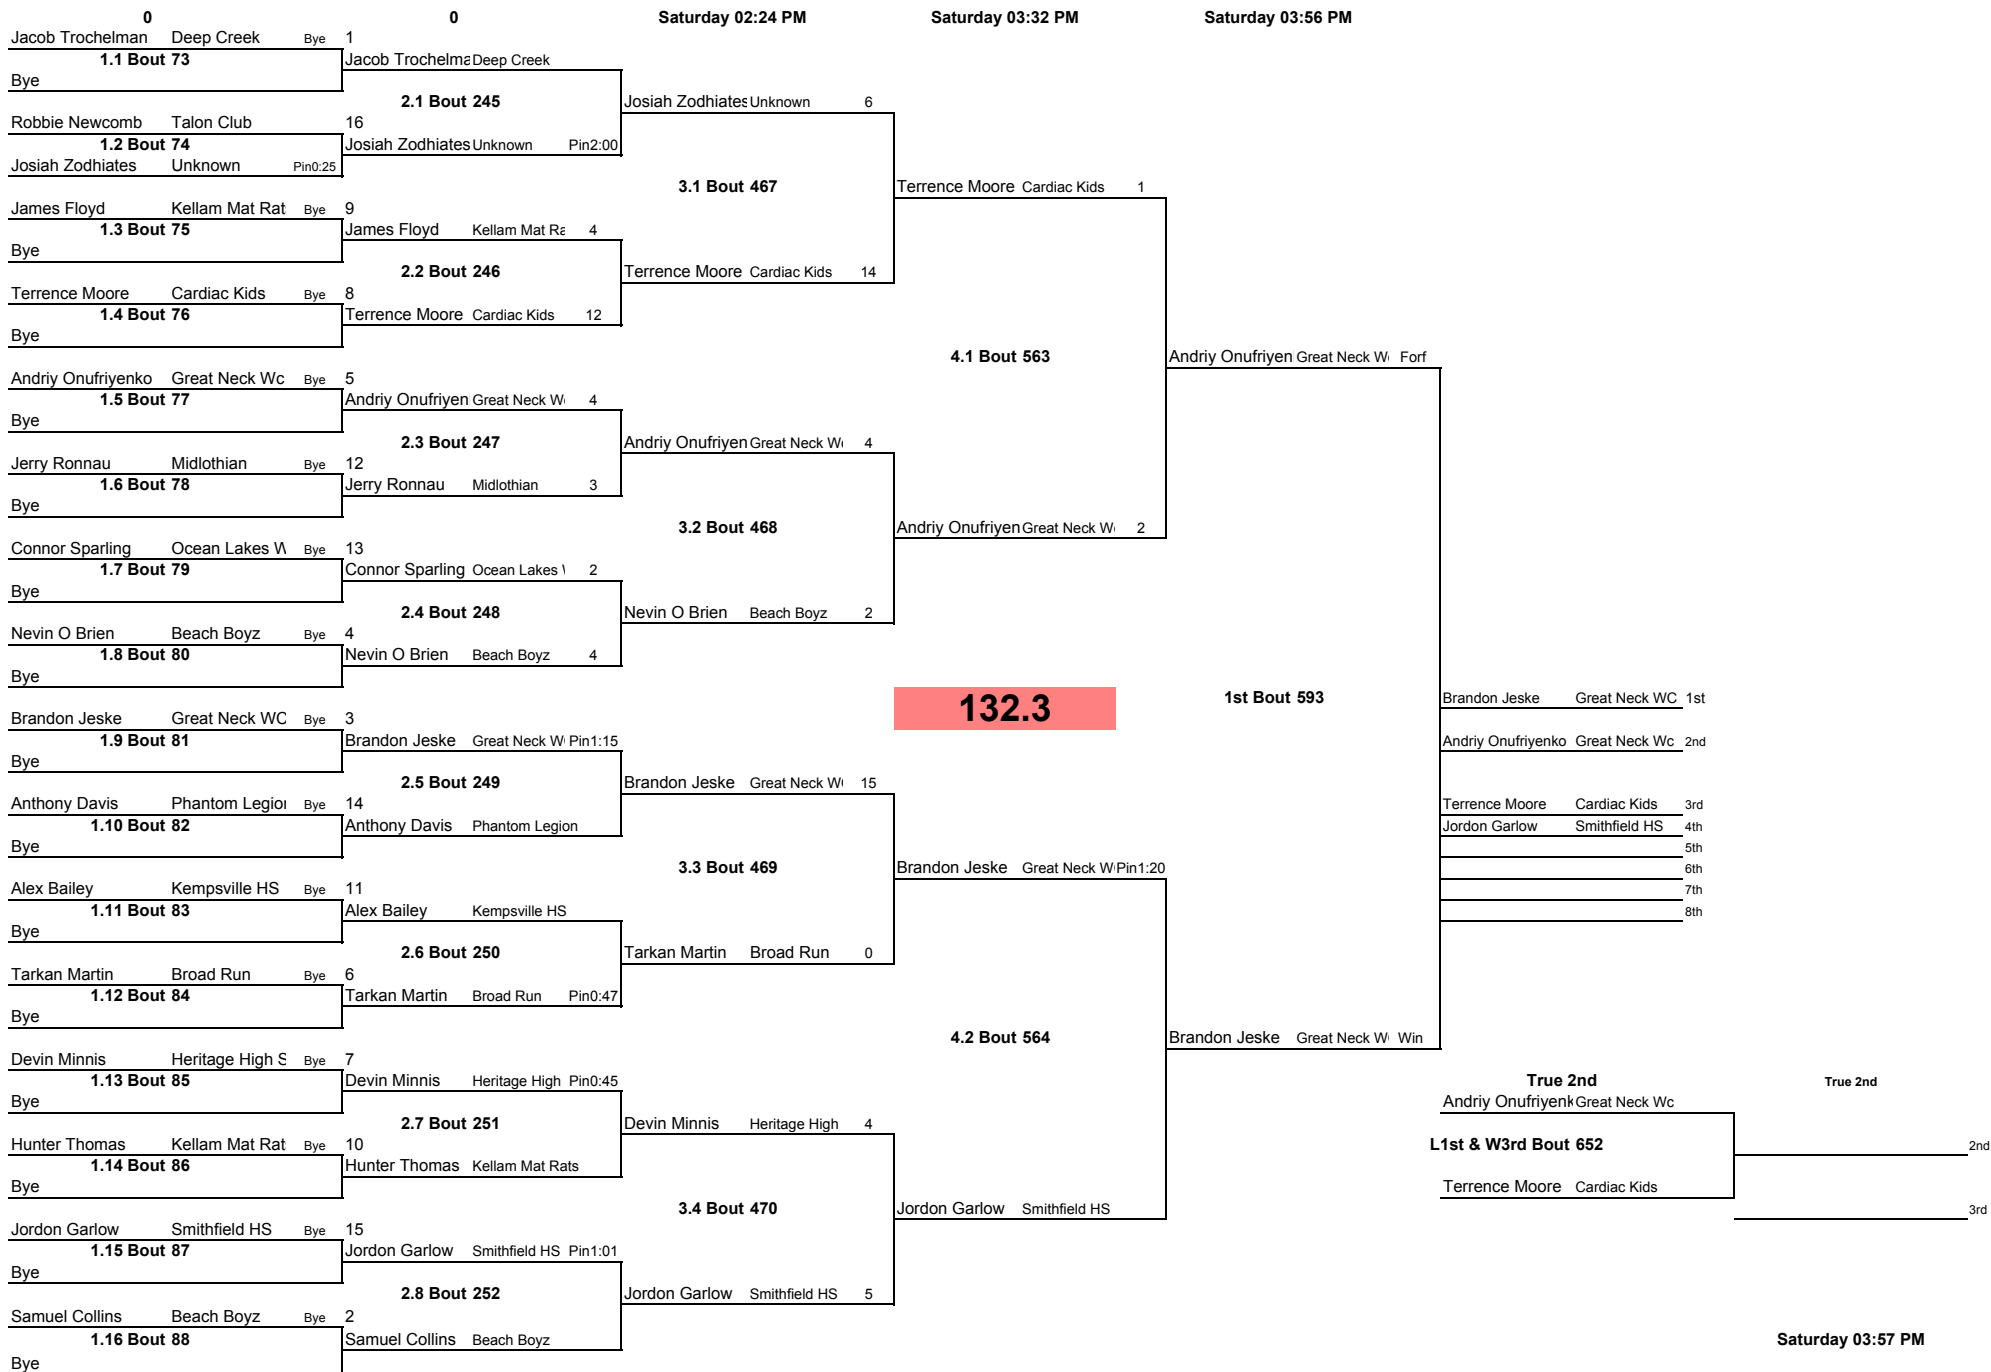 0 0 Saturday 02:24 PM Saturday 03:32 PM Saturday 03:56 PM
Jacob Trochelman Deep Creek Bye 1
1.1 Bout 73 Jacob Trochelma Deep Creek
Bye
2.1 Bout 245 Josiah Zodhiates Unknown 6
Robbie Newcomb Talon Club 16
1.2 Bout 74 Josiah Zodhiates Unknown Pin2:00
Josiah Zodhiates Unknown Pin0:25
3.1 Bout 467 Terrence Moore Cardiac Kids 1
James Floyd Kellam Mat Rat Bye 9
1.3 Bout 75 James Floyd Kellam Mat Ra 4
Bye
2.2 Bout 246 Terrence Moore Cardiac Kids 14
Terrence Moore Cardiac Kids Bye 8
1.4 Bout 76 Terrence Moore Cardiac Kids 12
Bye
4.1 Bout 563 Andriy Onufriyen Great Neck W Forf
Andriy Onufriyenko Great Neck Wc Bye 5
1.5 Bout 77 Andriy Onufriyen Great Neck W 4
Bye
2.3 Bout 247 Andriy Onufriyen Great Neck W 4
Jerry Ronnau Midlothian Bye 12
1.6 Bout 78 Jerry Ronnau Midlothian 3
Bye
3.2 Bout 468 Andriy Onufriyen Great Neck W 2
Connor Sparling Ocean Lakes W Bye 13
1.7 Bout 79 Connor Sparling Ocean Lakes 2
Bye
2.4 Bout 248 Nevin O Brien Beach Boyz 2
Nevin O Brien Beach Boyz Bye 4
1.8 Bout 80 Nevin O Brien Beach Boyz 4
Bye
132.3 1st Bout 593 Brandon Jeske Great Neck WC 1st
Brandon Jeske Great Neck WC Bye 3
1.9 Bout 81 Brandon Jeske Great Neck W Pin1:15 Andriy Onufriyenko Great Neck Wc 2nd
Bye
2.5 Bout 249 Brandon Jeske Great Neck W 15
Anthony Davis Phantom Legion Bye 14 Terrence Moore Cardiac Kids 3rd
1.10 Bout 82 Anthony Davis Phantom Legion Jordon Garlow Smithfield HS 4th
Bye 5th
3.3 Bout 469 Brandon Jeske Great Neck W Pin1:20 6th
Alex Bailey Kempsville HS Bye 11 7th
1.11 Bout 83 Alex Bailey Kempsville HS 8th
Bye
2.6 Bout 250 Tarkan Martin Broad Run 0
Tarkan Martin Broad Run Bye 6
1.12 Bout 84 Tarkan Martin Broad Run Pin0:47
Bye
4.2 Bout 564 Brandon Jeske Great Neck W Win
Devin Minnis Heritage High S Bye 7
1.13 Bout 85 Devin Minnis Heritage High Pin0:45 True 2nd True 2nd
Bye Andriy Onufriyenk Great Neck Wc
2.7 Bout 251 Devin Minnis Heritage High 4
Hunter Thomas Kellam Mat Rat Bye 10 L1st & W3rd Bout 652 2nd
1.14 Bout 86 Hunter Thomas Kellam Mat Rats
Bye Terrence Moore Cardiac Kids
3.4 Bout 470 Jordon Garlow Smithfield HS 3rd
Jordon Garlow Smithfield HS Bye 15
1.15 Bout 87 Jordon Garlow Smithfield HS Pin1:01
Bye
2.8 Bout 252 Jordon Garlow Smithfield HS 5
Samuel Collins Beach Boyz Bye 2
1.16 Bout 88 Samuel Collins Beach Boyz Saturday 03:57 PM
Bye